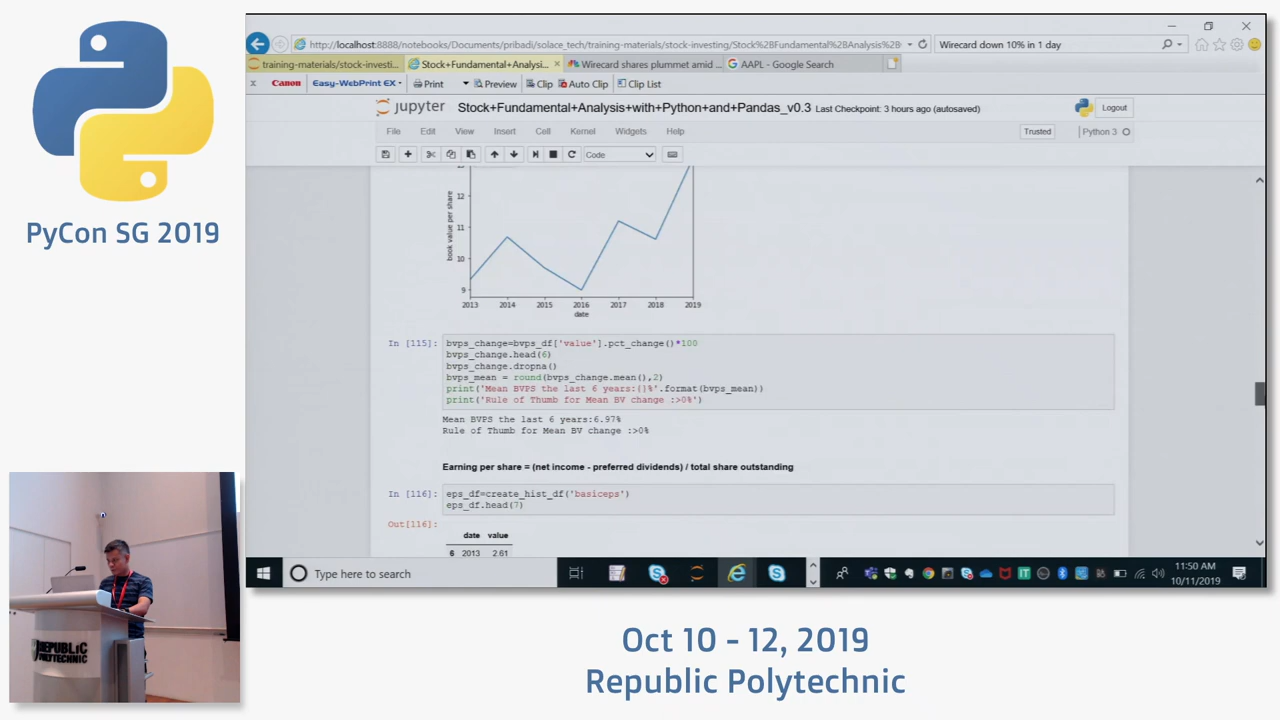 PyCon SG 2019
http://localhost:8888/notebooks/Documents/pribadi/solace_tech/training-materials/stock-investing/Stock%2BFundamental%2BAnalysis%2B
Wirecard down 10% in 1 day
training-materials/stock-investi...
Stock+Fundamental+Analysi...
Wirecard shares plummet amid ...
AAPL - Google Search
x Canon Easy-WebPrint EX Print Preview Clip Auto Clip Clip List
jupyter Stock+Fundamental+Analysis+with+Python+and+Pandas_v0.3 Last Checkpoint: 3 hours ago (autosaved)
Logout
File Edit View Insert Cell Kernel Widgets Help
Trusted Python 3
Code
12
11
10
9
book value per share
2013 2014 2015 2016 2017 2018 2019
date
In [115]: bvps_change=bvps_df['value'].pct_change()*100
bvps_change.head(6)
bvps_change.dropna()
bvps_mean = round(bvps_change.mean(),2)
print('Mean BVPS the last 6 years:{}%'.format(bvps_mean))
print('Rule of Thumb for Mean BV change :>0%')
Mean BVPS the last 6 years:6.97%
Rule of Thumb for Mean BV change :>0%
Earning per share = (net income - preferred dividends) / total share outstanding
In [116]: eps_df=create_hist_df('basiceps')
eps_df.head(7)
Out[116]:
date value
6 2013 2.61
Type here to search
11:50 AM
10/11/2019
REPUBLIC
POLYTECHNIC
Oct 10 - 12, 2019
Republic Polytechnic